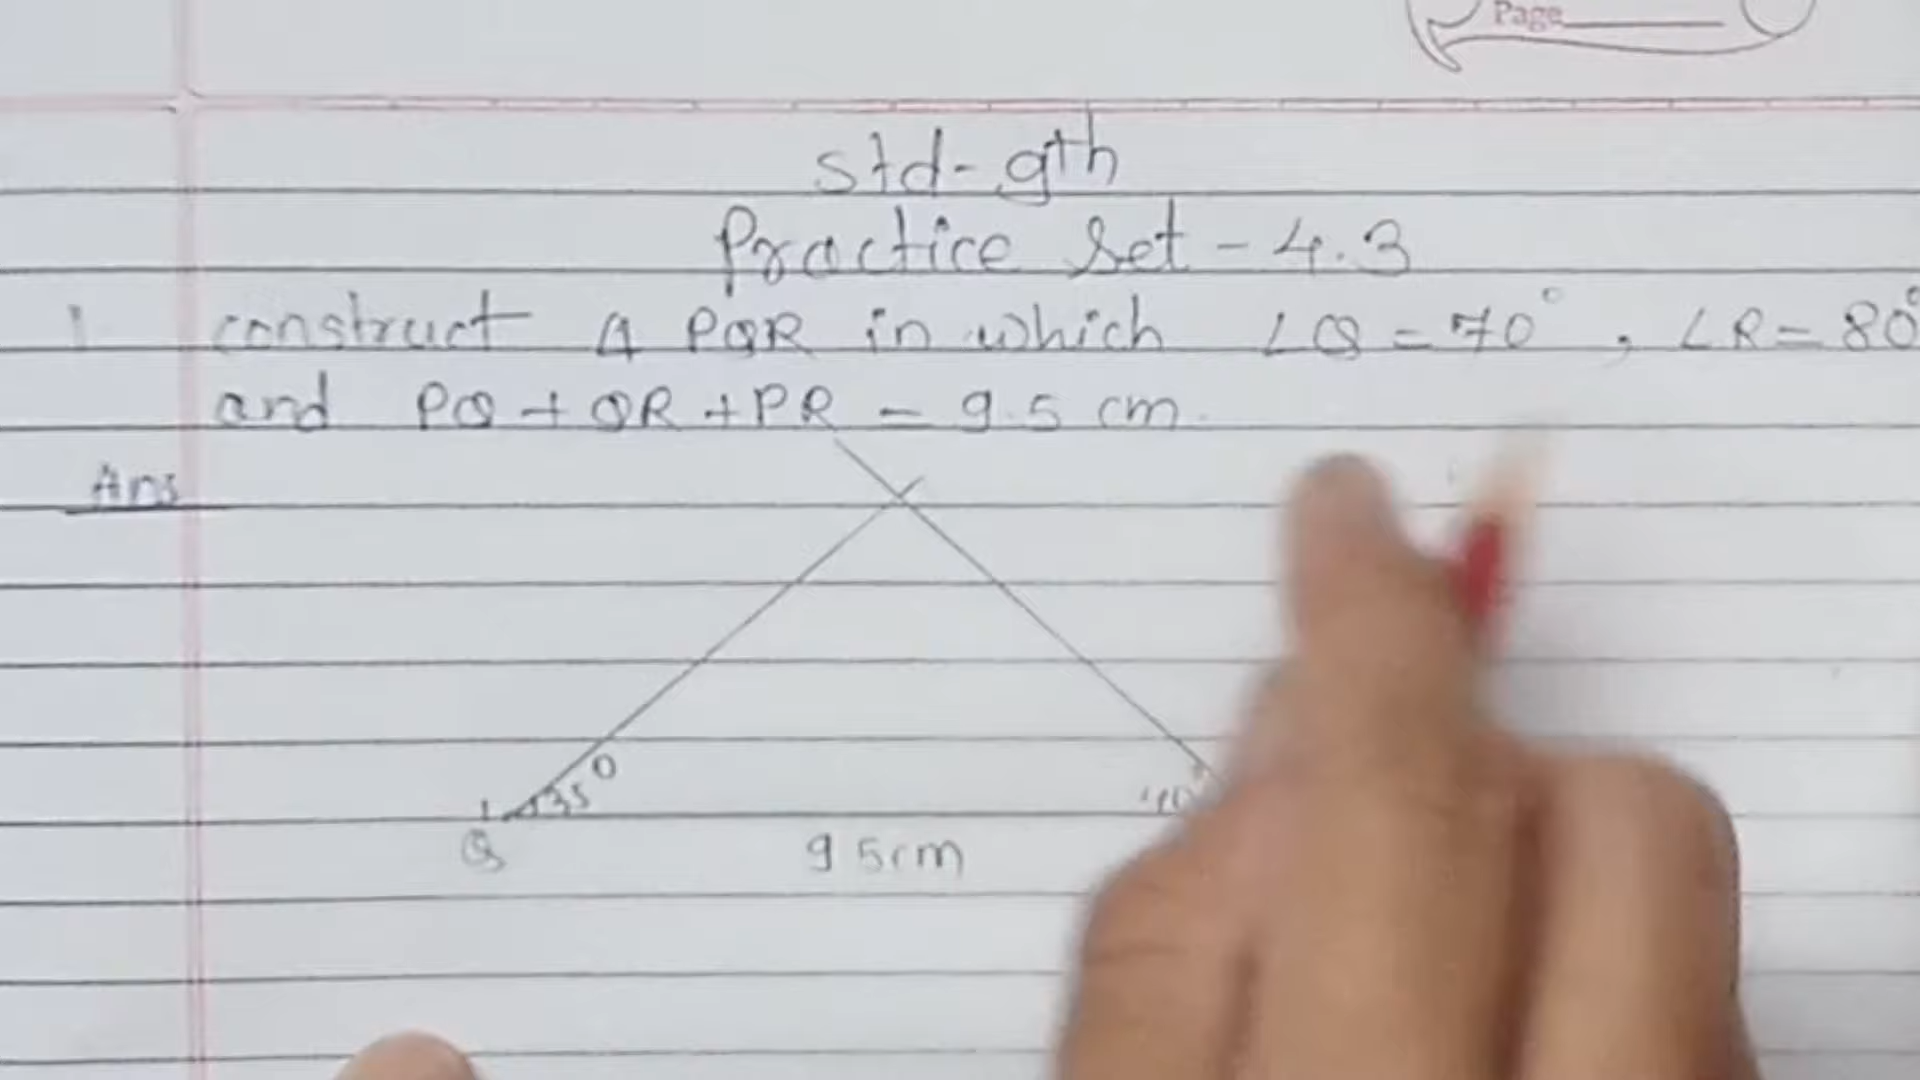 Page
Std-9th
Practice Set - 4.3
1 construct Δ PQR in which ∠Q = 70°, ∠R = 80°
and PQ + QR + PR = 9.5 cm.
Ans
35°
40°
Q
9.5cm